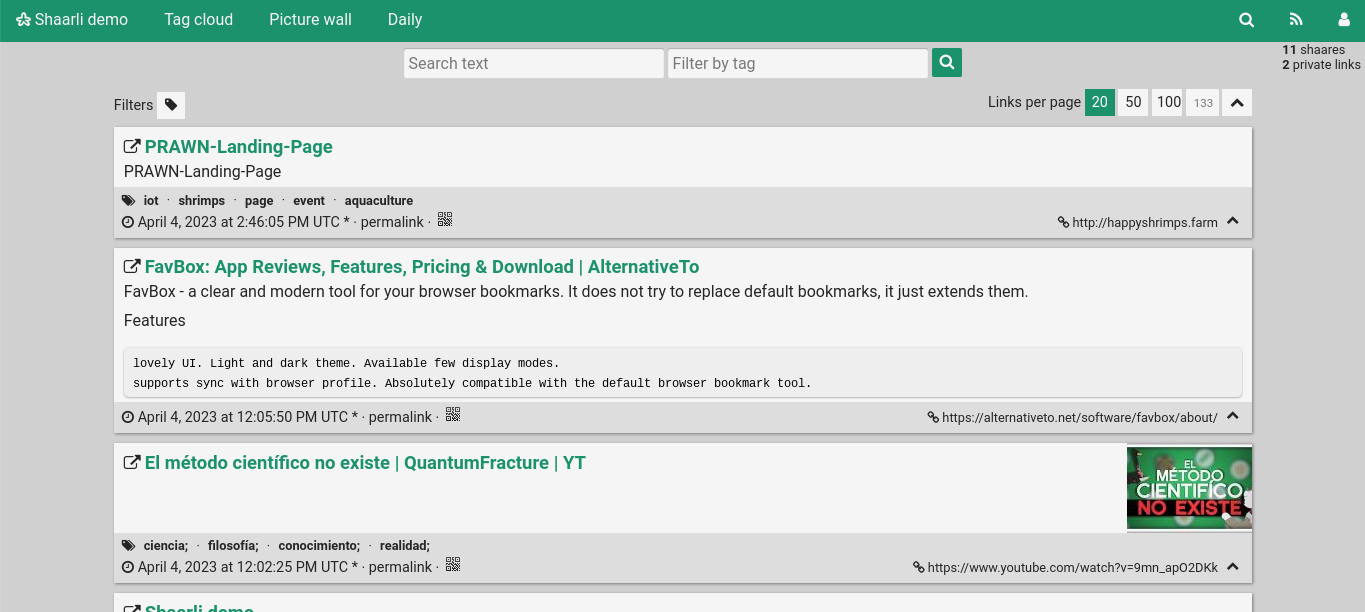 Shaarli demo Tag cloud Picture wall Daily
11 shaares
2 private links
Search text Filter by tag
Filters Links per page 20 50 100 133
PRAWN-Landing-Page
PRAWN-Landing-Page
iot · shrimps · page · event · aquaculture
April 4, 2023 at 2:46:05 PM UTC * · permalink · http://happyshrimps.farm
FavBox: App Reviews, Features, Pricing & Download | AlternativeTo
FavBox - a clear and modern tool for your browser bookmarks. It does not try to replace default bookmarks, it just extends them.
Features
lovely UI. Light and dark theme. Available few display modes.
supports sync with browser profile. Absolutely compatible with the default browser bookmark tool.
April 4, 2023 at 12:05:50 PM UTC * · permalink · https://alternativeto.net/software/favbox/about/
El método científico no existe | QuantumFracture | YT
EL
MÉTODO
CIENTÍFICO
NO EXISTE
ciencia; · filosofía; · conocimiento; · realidad;
April 4, 2023 at 12:02:25 PM UTC * · permalink · https://www.youtube.com/watch?v=9mn_apO2DKk
Shaarli demo